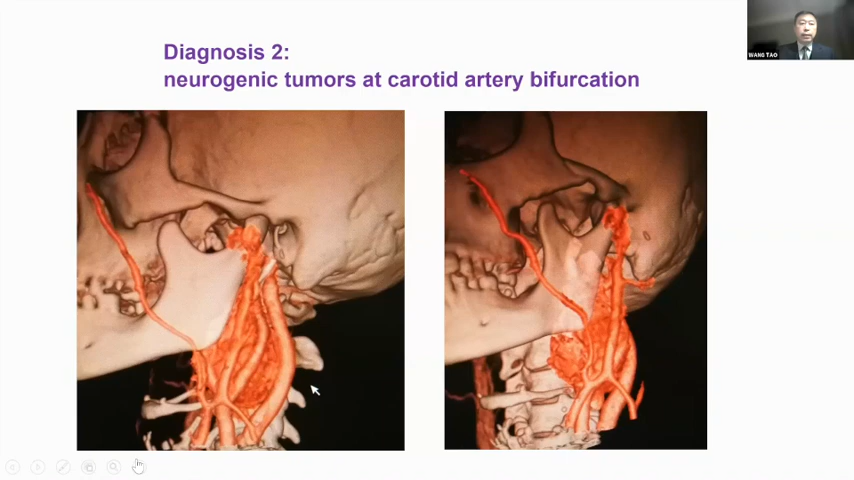 Diagnosis 2:
neurogenic tumors at carotid artery bifurcation
WANG TAO